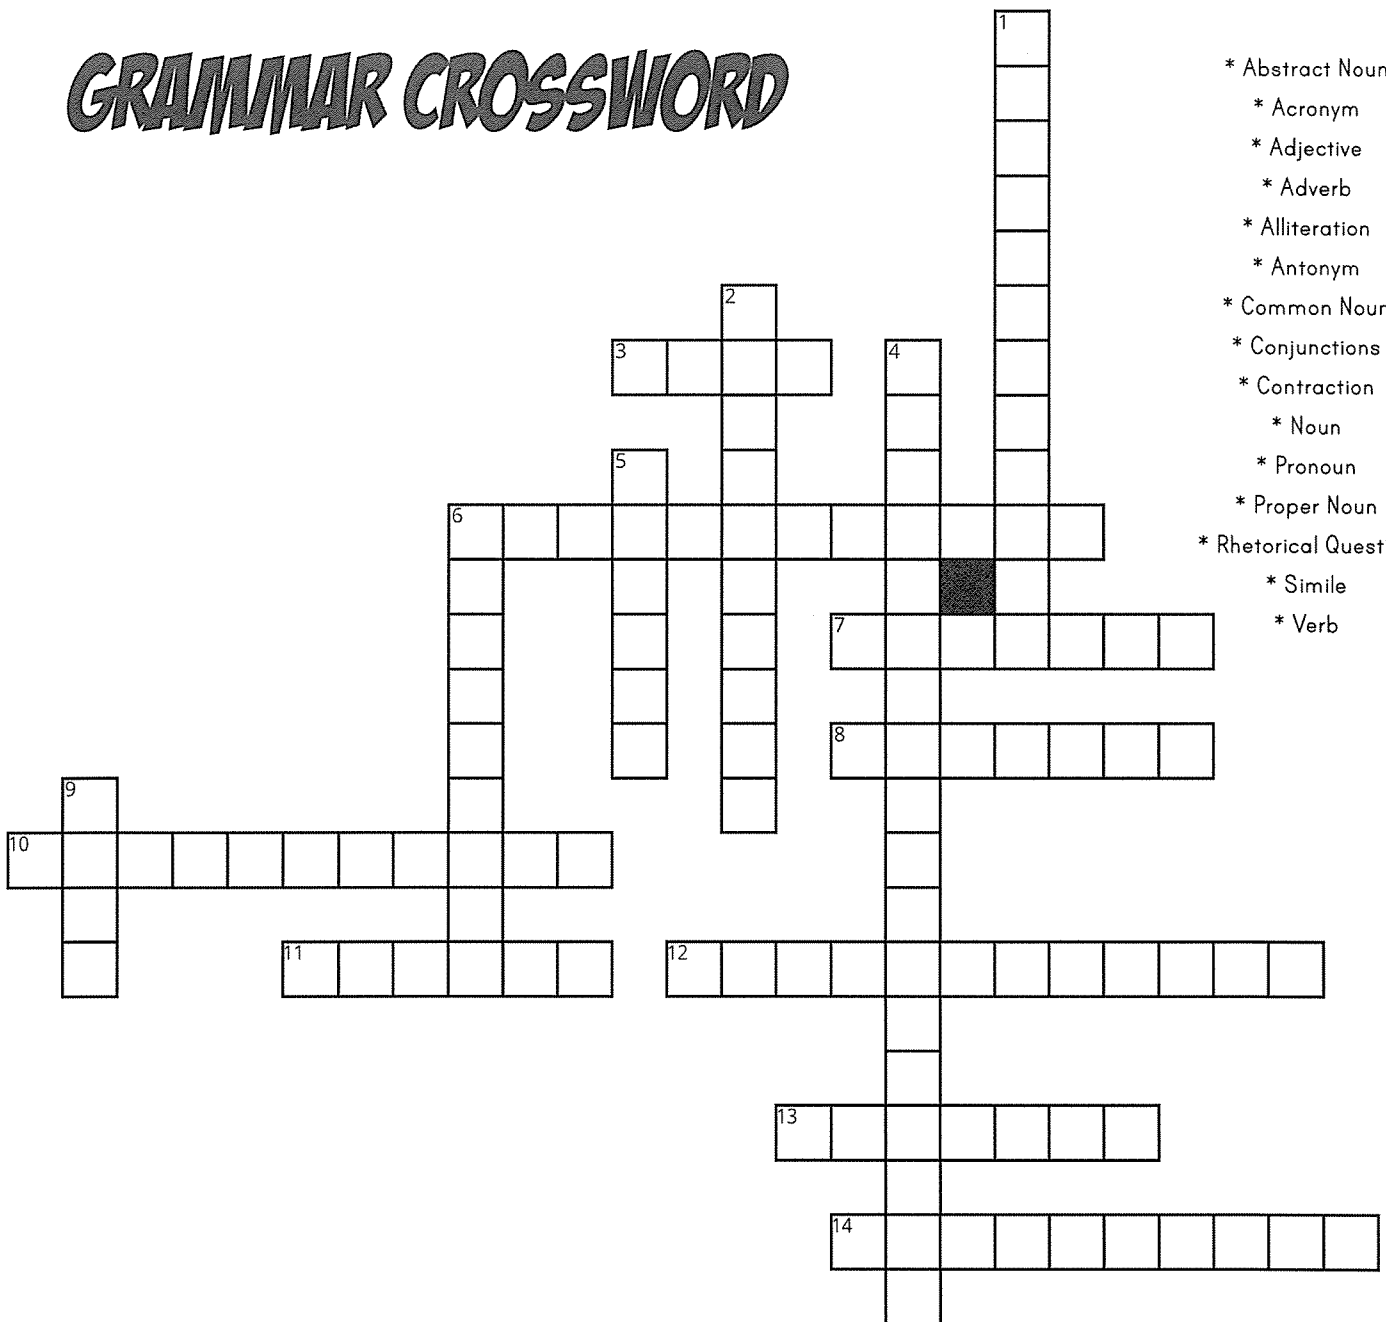 GRAMMAR CROSSWORD
* Abstract Noun
* Acronym
* Adjective
* Adverb
* Alliteration
* Antonym
* Common Noun
* Conjunctions
* Contraction
* Noun
* Pronoun
* Proper Noun
* Rhetorical Quest
* Simile
* Verb
1
2
3
4
5
6
7
8
9
10
11
12
13
14